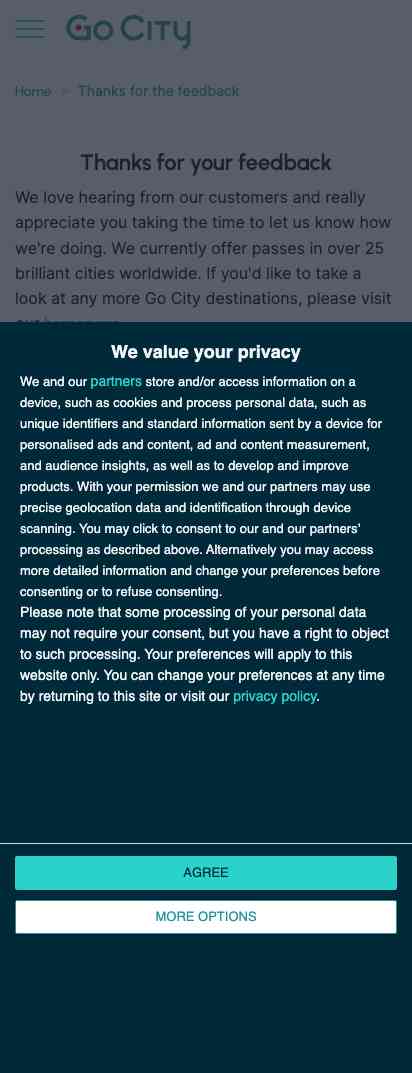 Go City
Home > Thanks for the feedback
Thanks for your feedback
We love hearing from our customers and really
appreciate you taking the time to let us know how
we're doing. We currently offer passes in over 25
brilliant cities worldwide. If you'd like to take a
look at any more Go City destinations, please visit
We value your privacy
We and our partners store and/or access information on a
device, such as cookies and process personal data, such as
unique identifiers and standard information sent by a device for
personalised ads and content, ad and content measurement,
and audience insights, as well as to develop and improve
products. With your permission we and our partners may use
precise geolocation data and identification through device
scanning. You may click to consent to our and our partners'
processing as described above. Alternatively you may access
more detailed information and change your preferences before
consenting or to refuse consenting.
Please note that some processing of your personal data
may not require your consent, but you have a right to object
to such processing. Your preferences will apply to this
website only. You can change your preferences at any time
by returning to this site or visit our privacy policy.
AGREE
MORE OPTIONS